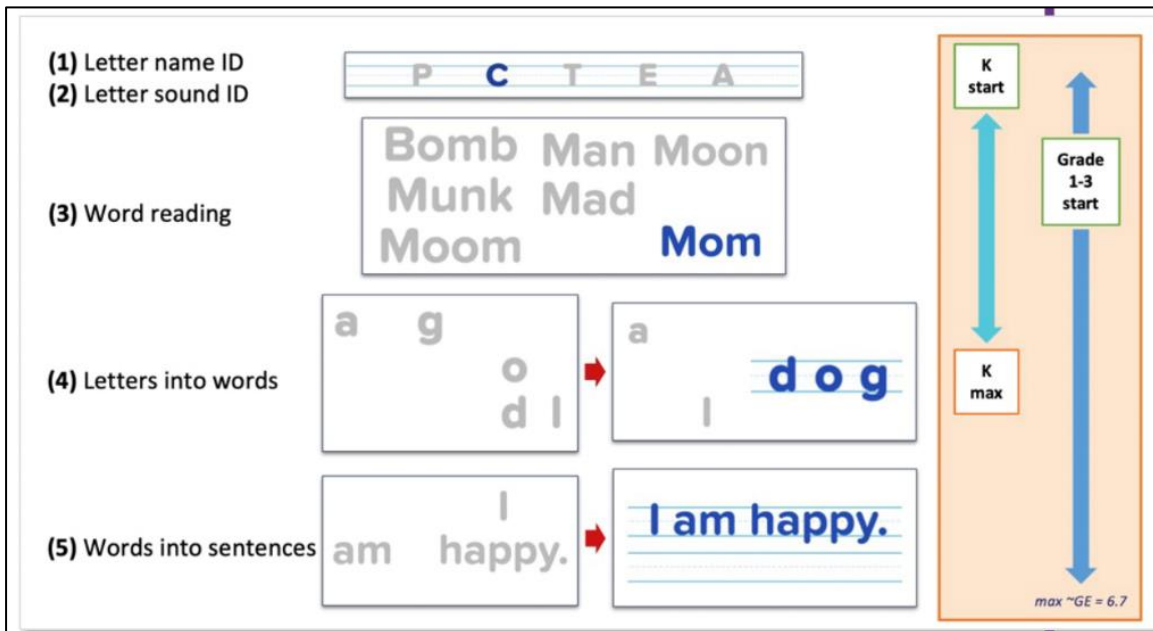 (1) Letter name ID
(2) Letter sound ID
P C T E A
(3) Word reading
Bomb Man Moon
Munk Mad
Moom Mom
(4) Letters into words
a g
o
d l
a
d o g
l
(5) Words into sentences
I
am happy.
I am happy.
K
start
K
max
Grade
1-3
start
max ~GE = 6.7